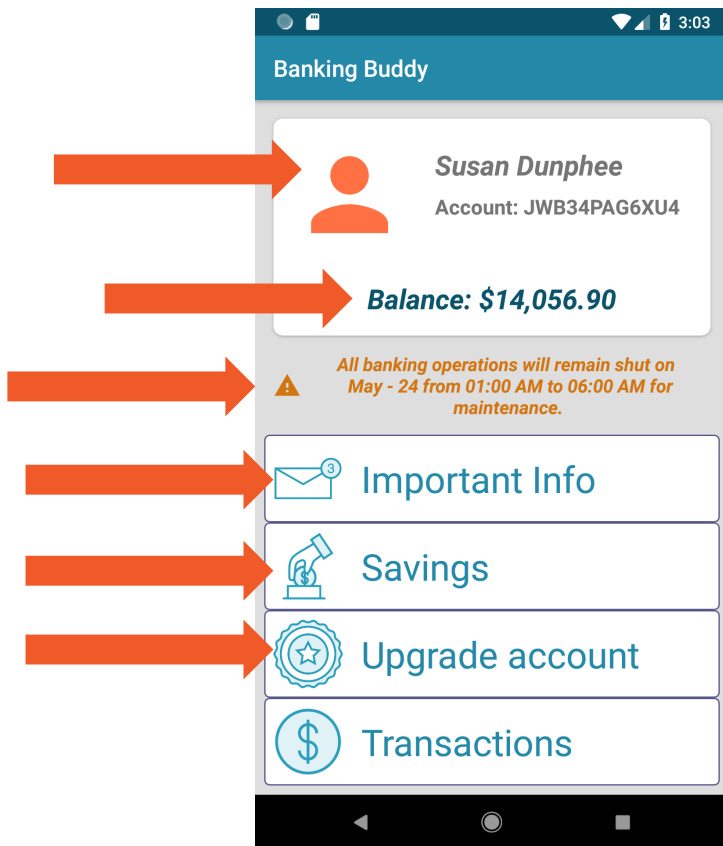 3:03
Banking Buddy
Susan Dunphee
Account: JWB34PAG6XU4
Balance: $14,056.90
All banking operations will remain shut on
May - 24 from 01:00 AM to 06:00 AM for
maintenance.
3
Important Info
$
Savings
Upgrade account
$
Transactions